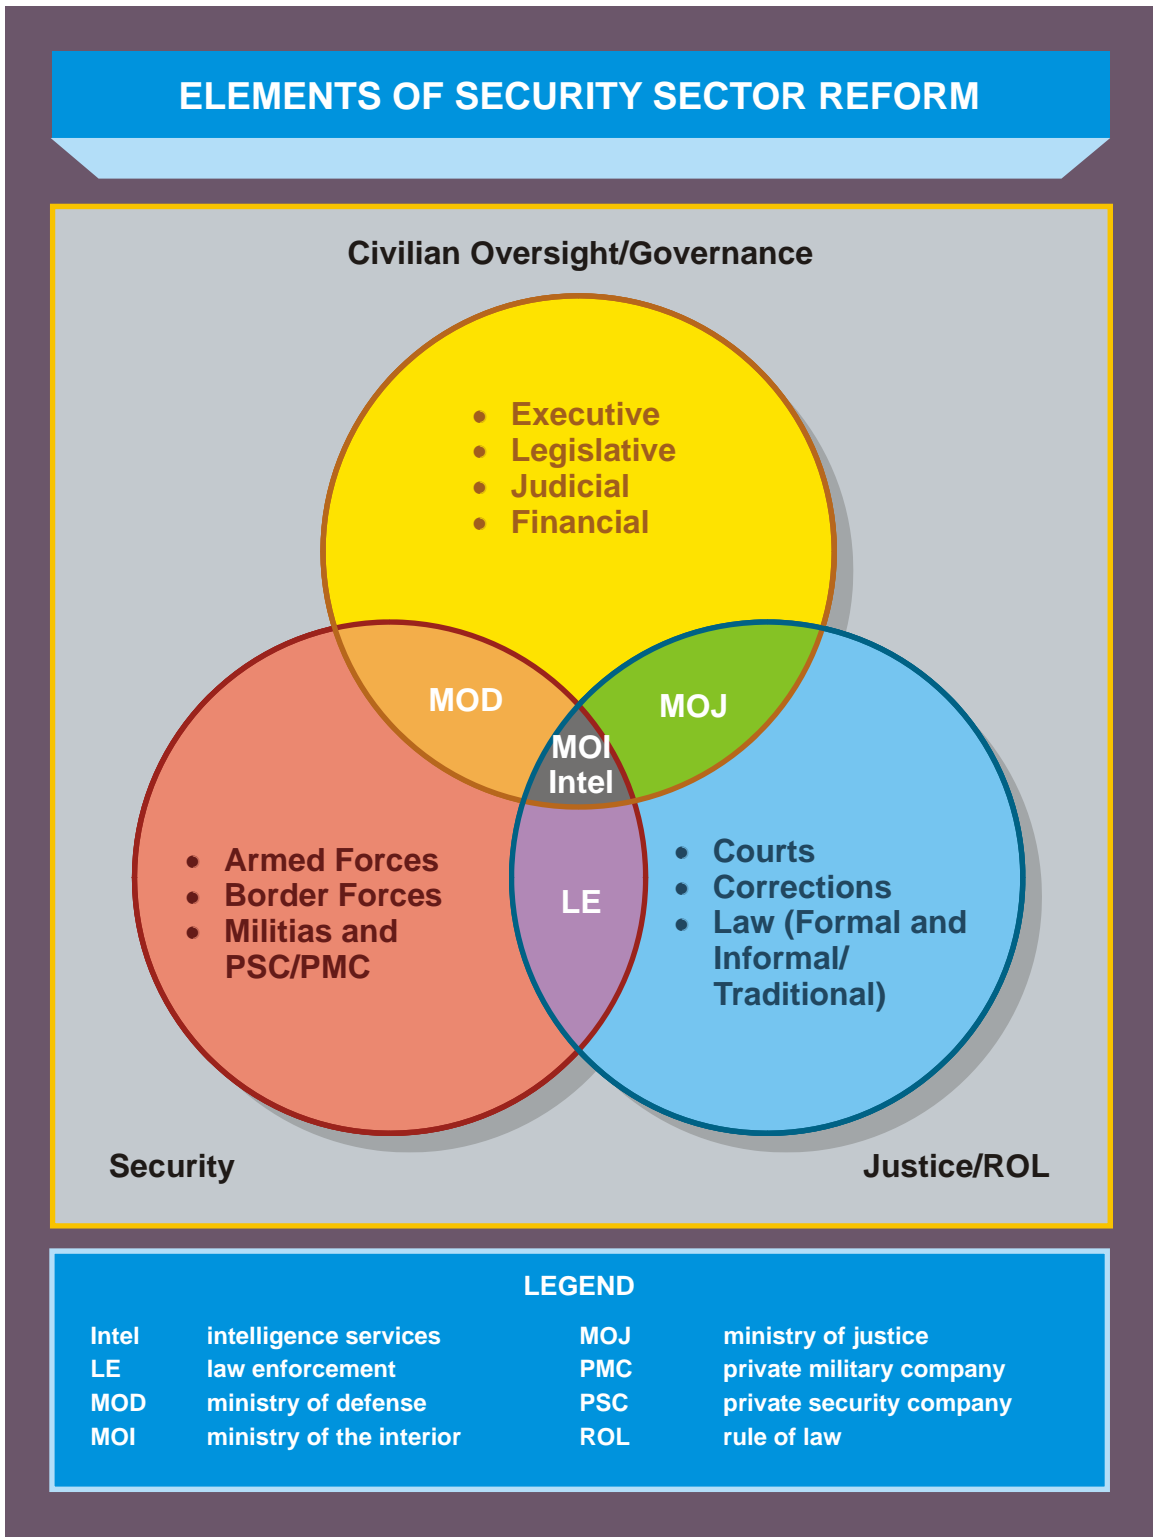 ELEMENTS OF SECURITY SECTOR REFORM
Civilian Oversight/Governance
• Executive
• Legislative
• Judicial
• Financial
MOD
MOJ
MOI
Intel
• Armed Forces
• Border Forces
• Militias and
PSC/PMC
LE
• Courts
• Corrections
• Law (Formal and
Informal/
Traditional)
Security
Justice/ROL
LEGEND
Intel intelligence services
LE law enforcement
MOD ministry of defense
MOI ministry of the interior
MOJ ministry of justice
PMC private military company
PSC private security company
ROL rule of law